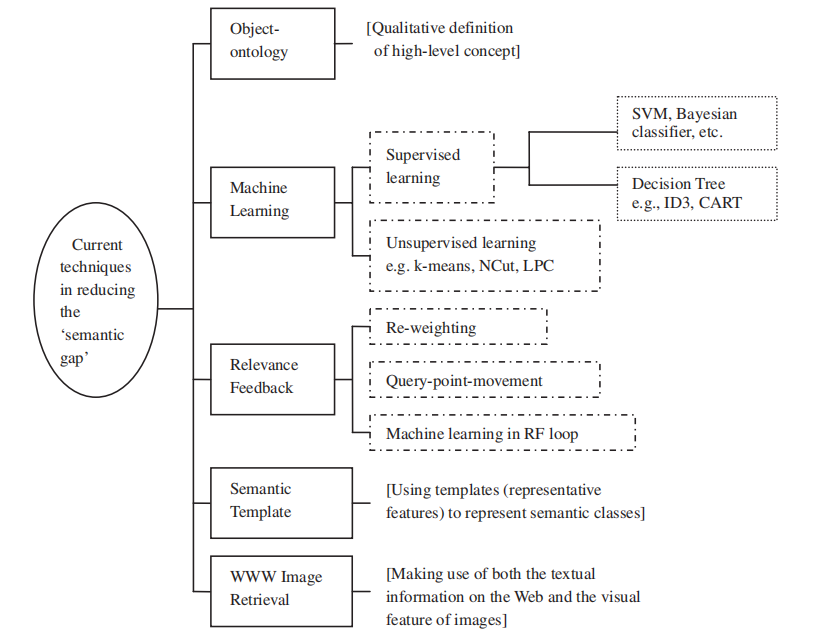 Object-
ontology
[Qualitative definition
of high-level concept]
SVM, Bayesian
classifier, etc.
Supervised
learning
Decision Tree
e.g., ID3, CART
Machine
Learning
Unsupervised learning
e.g. k-means, NCut, LPC
Current
techniques
in reducing
the
‘semantic
gap’
Re-weighting
Relevance
Feedback
Query-point-movement
Machine learning in RF loop
Semantic
Template
[Using templates (representative
features) to represent semantic classes]
WWW Image
Retrieval
[Making use of both the textual
information on the Web and the visual
feature of images]